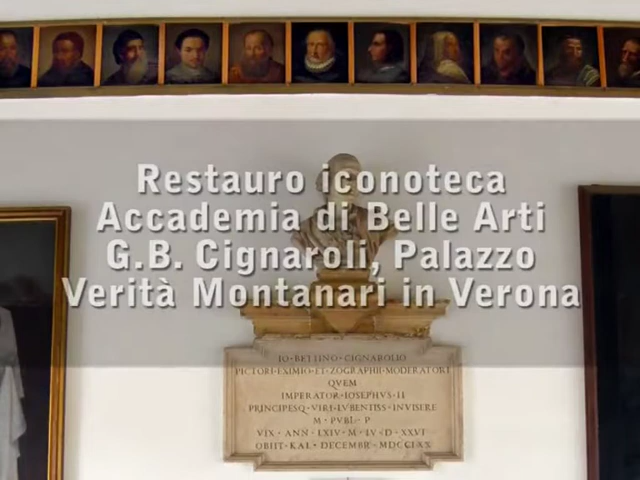 Restauro iconoteca
Accademia di Belle Arti
G.B. Cignaroli, Palazzo
Verità Montanari in Verona
IO·BETTINO·CIGNAROLIO
PICTORI·EXIMIO·ET·ZOGRAPHII·MODERATORI
QVEM
IMPERATOR·IOSEPHVS·II
PRINCIPESQ·VIRI·LVBENTISS·INVISERE
M·PVBL·P
VIX·ANN·LXIV·M·IV·D·XXVI
OBIIT·KAL·DECEMBR·MDCCLXX